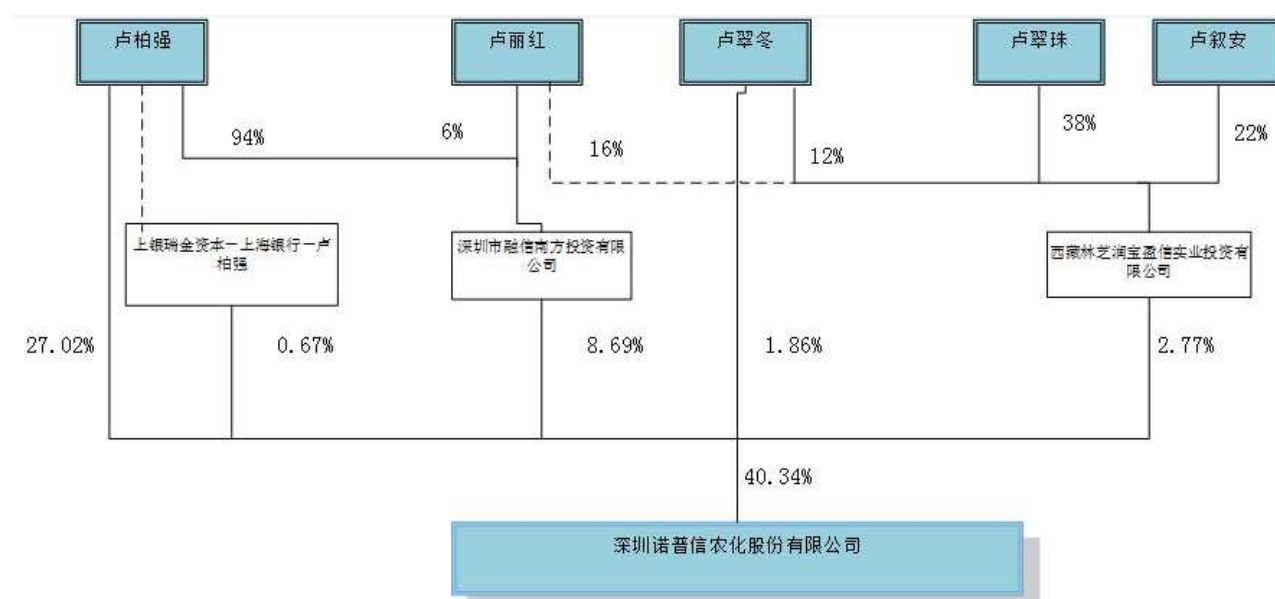 卢柏强
卢丽红
卢翠冬
卢翠珠
卢叙安
94%
6%
16%
12%
38%
22%
上银瑞金资本－上海银行－卢
柏强
深圳市融信南方投资有限
公司
西藏林芝润宝盈信实业投资有
限公司
27.02%
0.67%
8.69%
1.86%
2.77%
40.34%
深圳诺普信农化股份有限公司